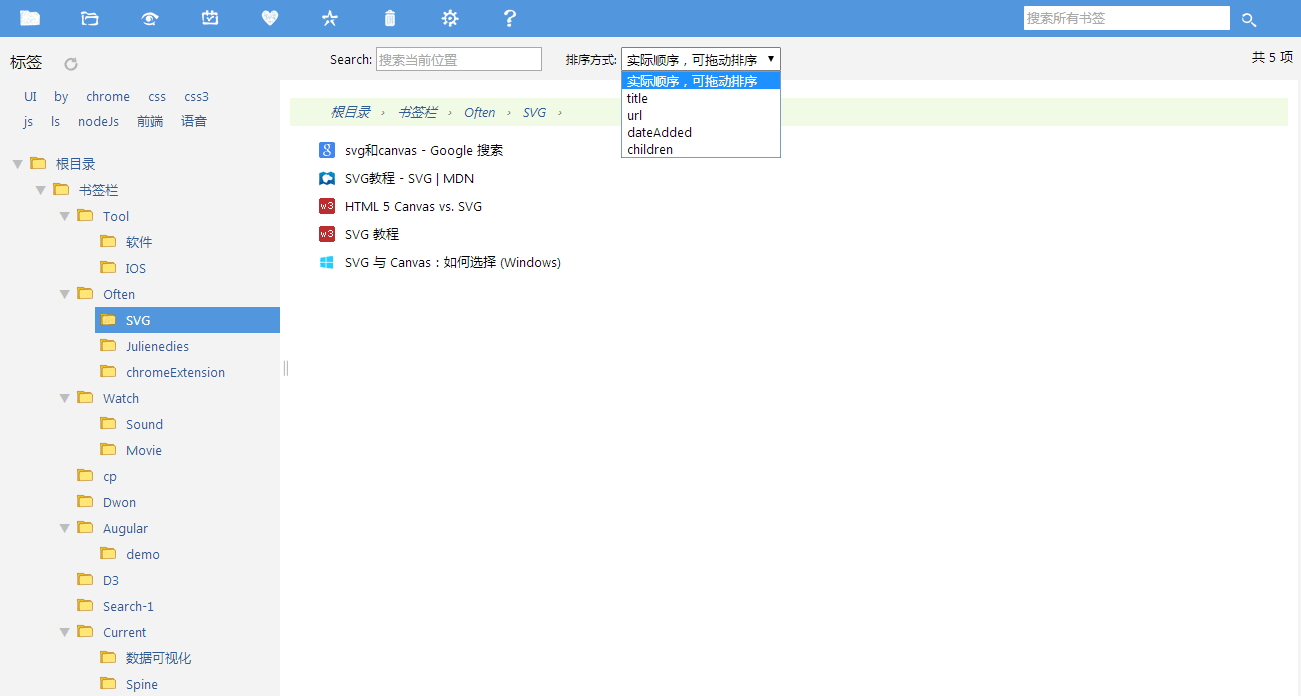 搜索所有书签
标签
Search: 搜索当前位置 排序方式: 实际顺序，可拖动排序
共 5 项
实际顺序，可拖动排序
title
url
dateAdded
children
UI by chrome css css3
js ls nodeJs 前端 语音
根目录
书签栏
Tool
软件
IOS
Often
SVG
Julienedies
chromeExtension
Watch
Sound
Movie
cp
Dwon
Augular
demo
D3
Search-1
Current
数据可视化
Spine
根目录 › 书签栏 › Often › SVG ›
svg和canvas - Google 搜索
SVG教程 - SVG | MDN
HTML 5 Canvas vs. SVG
SVG 教程
SVG 与 Canvas：如何选择 (Windows)